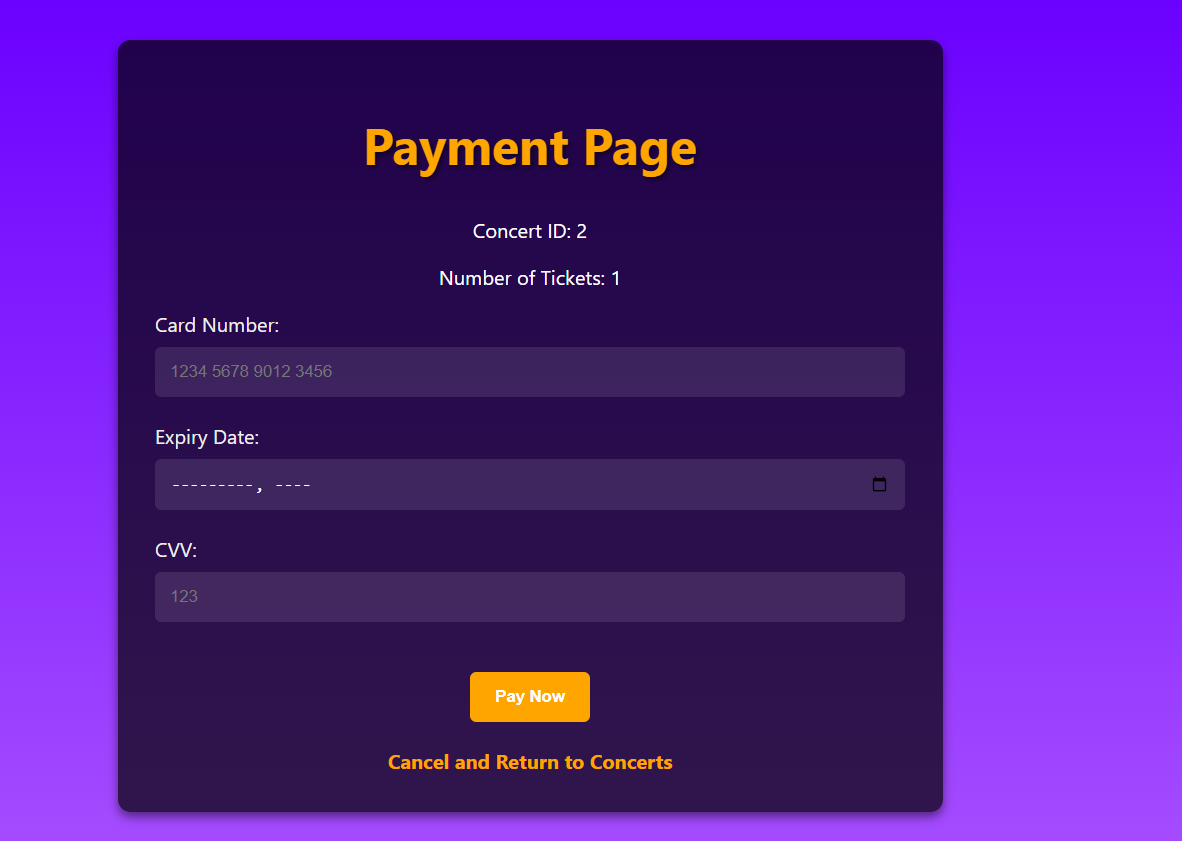 Payment Page
Concert ID: 2
Number of Tickets: 1
Card Number:
1234 5678 9012 3456
Expiry Date:
---------, ----
CVV:
123
Pay Now
Cancel and Return to Concerts